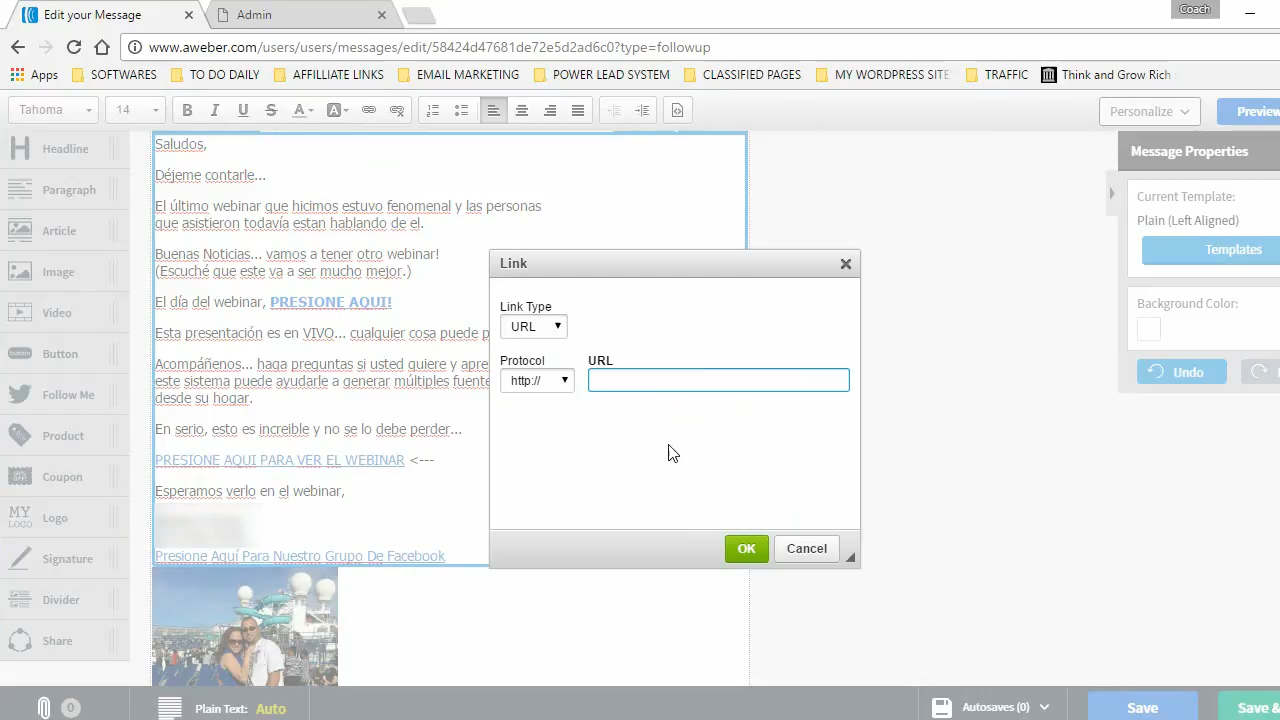 Edit your Message
Admin
Coach
www.aweber.com/users/users/messages/edit/58424d47681de72e5d2ad6c0?type=followup
Apps SOFTWARES TO DO DAILY AFFILLIATE LINKS EMAIL MARKETING POWER LEAD SYSTEM CLASSIFIED PAGES MY WORDPRESS SITE TRAFFIC Think and Grow Rich
Tahoma 14 B I U S A A Personalize Preview
Headline
Paragraph
Article
Image
Video
Button
Follow Me
Product
Coupon
MY LOGO Logo
Signature
Divider
Share
Saludos,
Déjeme contarle...
El último webinar que hicimos estuvo fenomenal y las personas
que asistieron todavía estan hablando de el.
Buenas Noticias... vamos a tener otro webinar!
(Escuché que este va a ser mucho mejor.)
El día del webinar, PRESIONE AQUI!
Esta presentación es en VIVO... cualquier cosa puede p
Acompáñenos... haga preguntas si usted quiere y apre
este sistema puede ayudarle a generar múltiples fuente
desde su hogar.
En serio, esto es increible y no se lo debe perder...
PRESIONE AQUI PARA VER EL WEBINAR <---
Esperamos verlo en el webinar,
Presione Aquí Para Nuestro Grupo De Facebook
Link
Link Type
URL
Protocol URL
http://
OK Cancel
Message Properties
Current Template:
Plain (Left Aligned)
Templates
Background Color:
Undo
0 Plain Text: Auto Autosaves (0) Save Save &